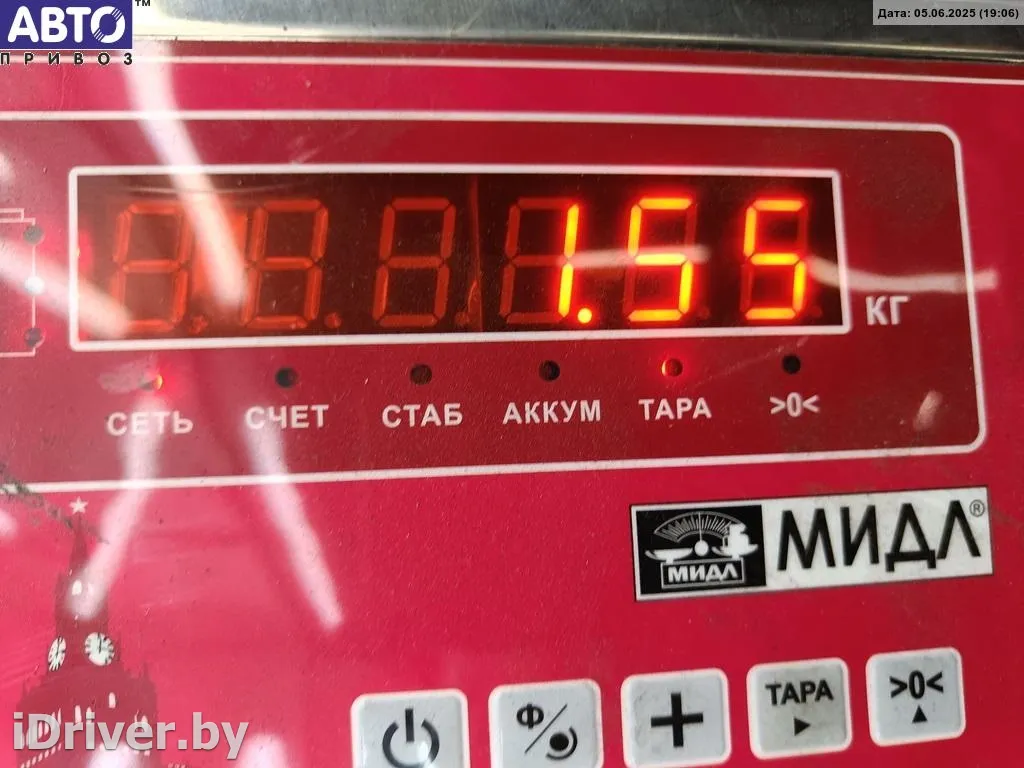 АВТО™
ПРИВОЗ
Дата: 05.06.2025 (19:06)
1.55
кг
СЕТЬ СЧЕТ СТАБ АККУМ ТАРА >0<
МИДЛ МИДЛ®
Ф/ + ТАРА >0<
iDriver.by